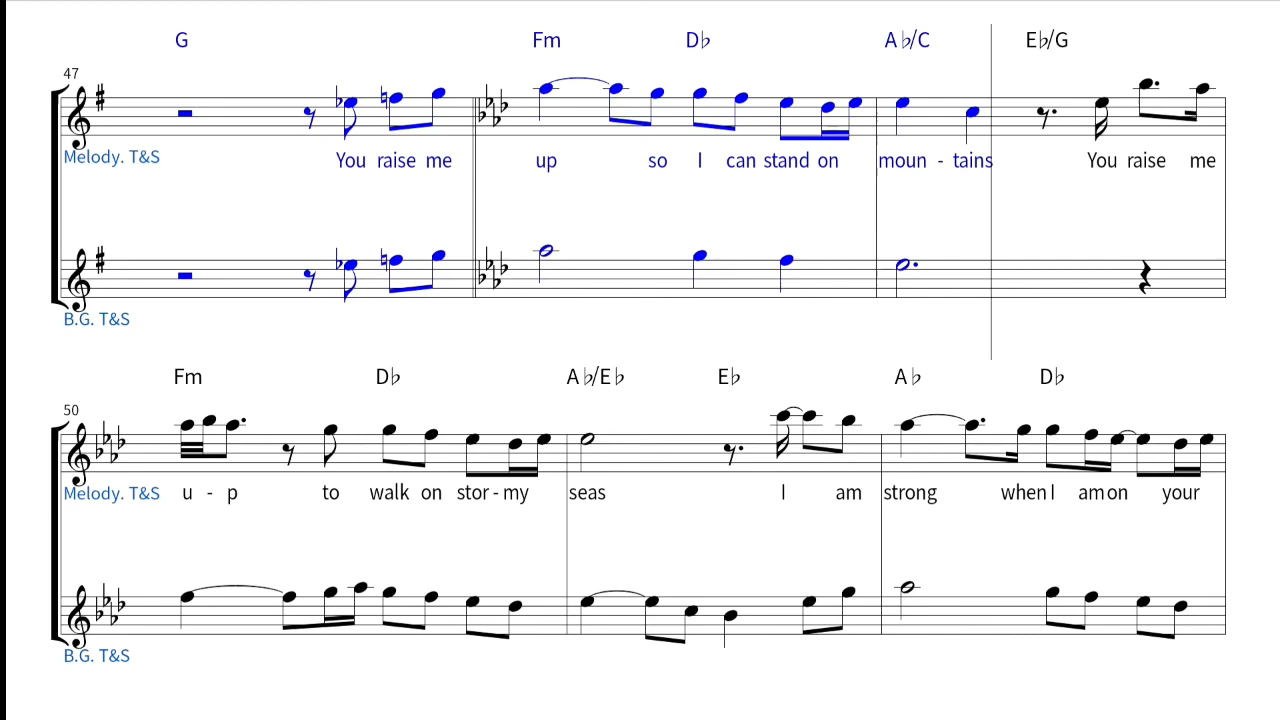 G Fm D♭ A♭/C E♭/G
47
Melody. T&S You raise me up so I can stand on moun - tains You raise me
B.G. T&S
Fm D♭ A♭/E♭ E♭ A♭ D♭
50
Melody. T&S u - p to walk on stor - my seas I am strong when I am on your
B.G. T&S